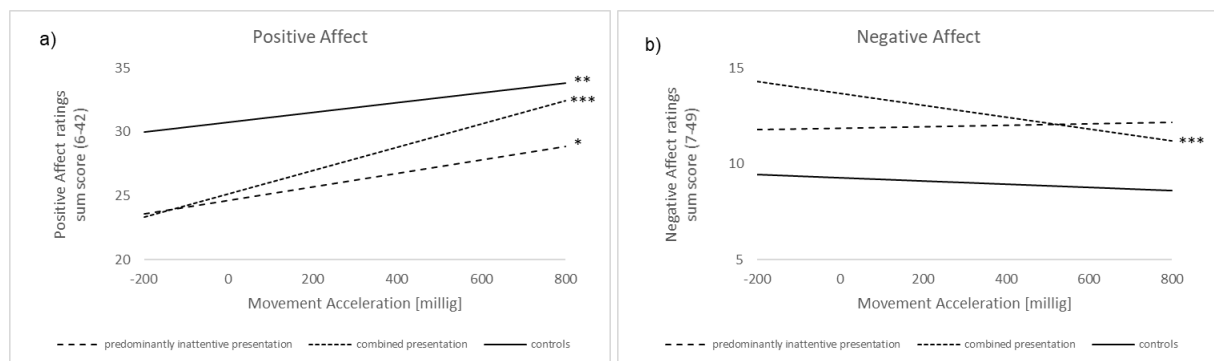 a)
Positive Affect
Positive Affect ratings
sum score (6-42)
35
30
25
20
**
***
*
-200 0 200 400 600 800
Movement Acceleration [millig]
predominantly inattentive presentation combined presentation controls
b)
Negative Affect
Negative Affect ratings
sum score (7-49)
15
10
5
***
-200 0 200 400 600 800
Movement Acceleration [millig]
predominantly inattentive presentation combined presentation controls